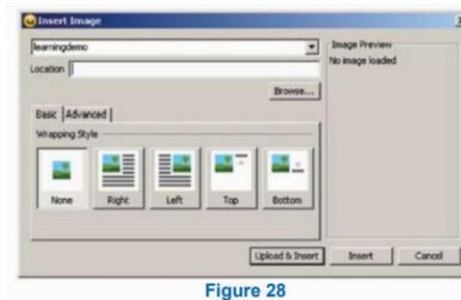 Insert Image
learningdemo
Image Preview
Location
No image loaded
Browse...
Basic Advanced
Wrapping Style
None Right Left Top Bottom
Upload & Insert Insert Cancel
Figure 28